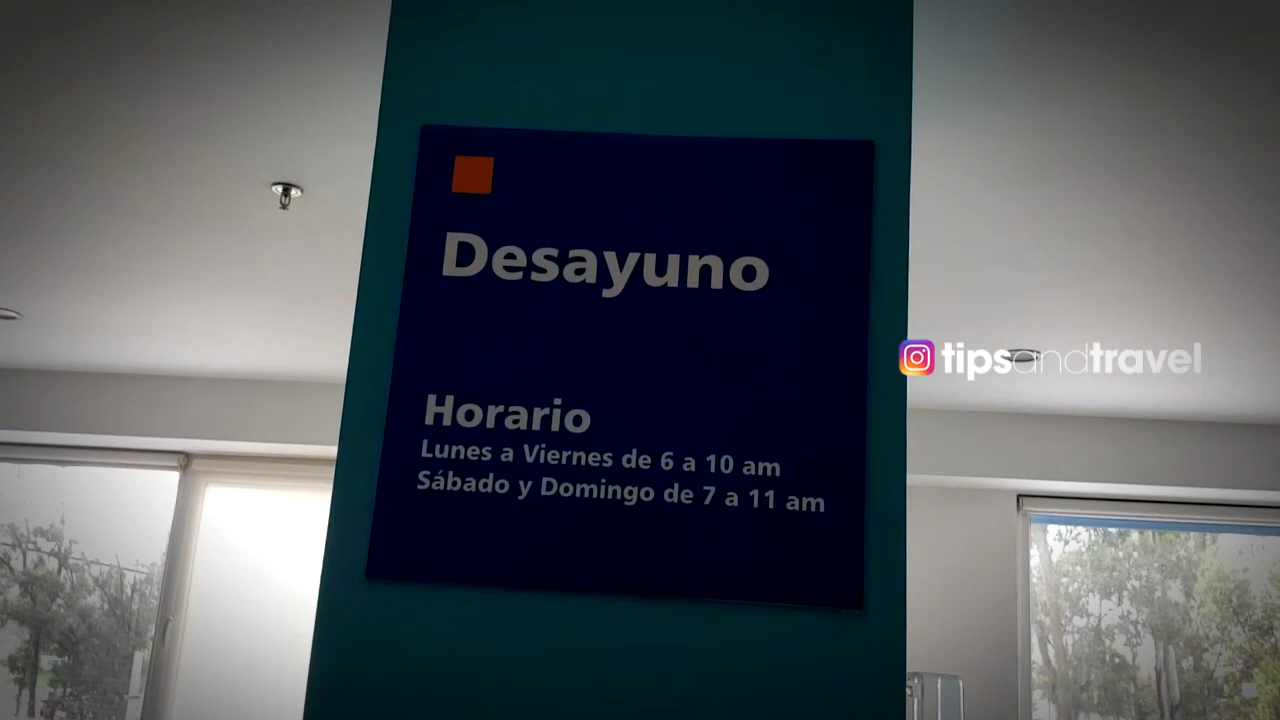 Desayuno
Horario
Lunes a Viernes de 6 a 10 am
Sábado y Domingo de 7 a 11 am
tipsandtravel